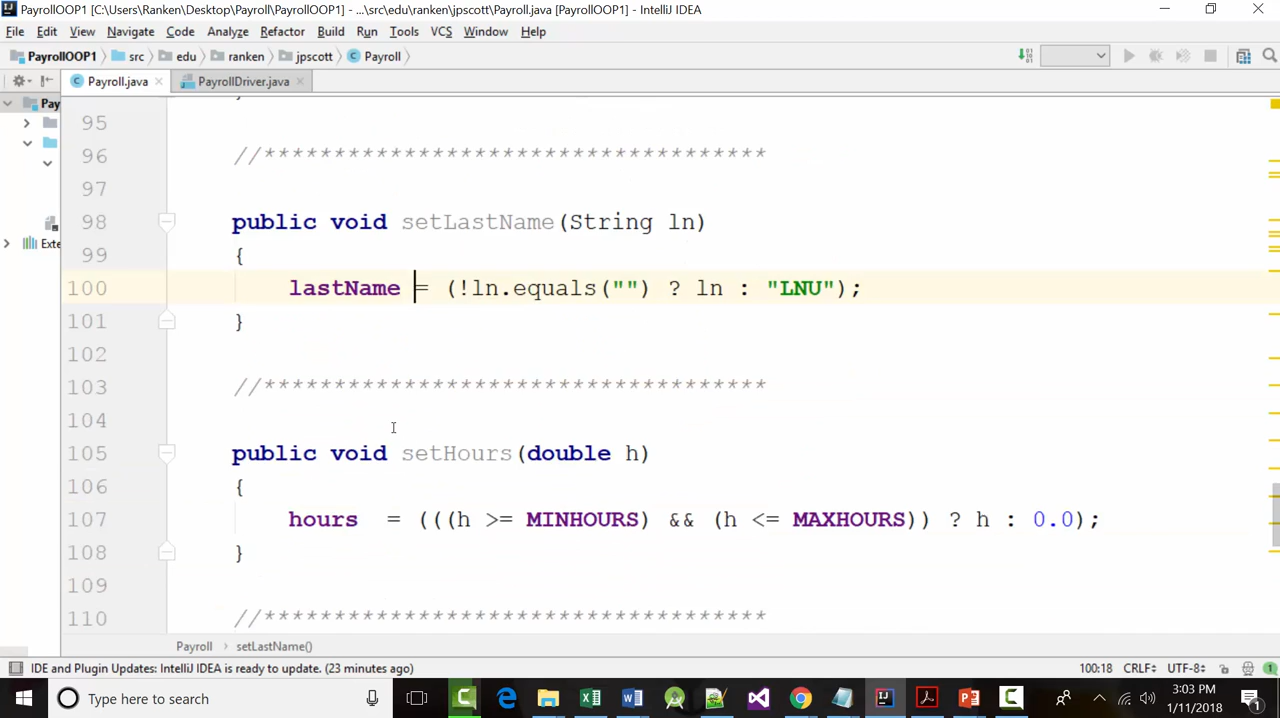 PayrollOOP1 [C:\Users\Ranken\Desktop\Payroll\PayrollOOP1] - ...\src\edu\ranken\jpscott\Payroll.java [PayrollOOP1] - IntelliJ IDEA
File Edit View Navigate Code Analyze Refactor Build Run Tools VCS Window Help
PayrollOOP1 src edu ranken jpscott Payroll
Payroll.java PayrollDriver.java
Pay
95
96 //************************************
97
98 public void setLastName(String ln)
99 {
Exte
100 lastName = (!ln.equals("") ? ln : "LNU");
101 }
102
103 //************************************
104
105 public void setHours(double h)
106 {
107 hours = (((h >= MINHOURS) && (h <= MAXHOURS)) ? h : 0.0);
108 }
109
110 //************************************
Payroll > setLastName()
IDE and Plugin Updates: IntelliJ IDEA is ready to update. (23 minutes ago) 100:18 CRLF UTF-8 1
Type here to search 3:03 PM
1/11/2018 1